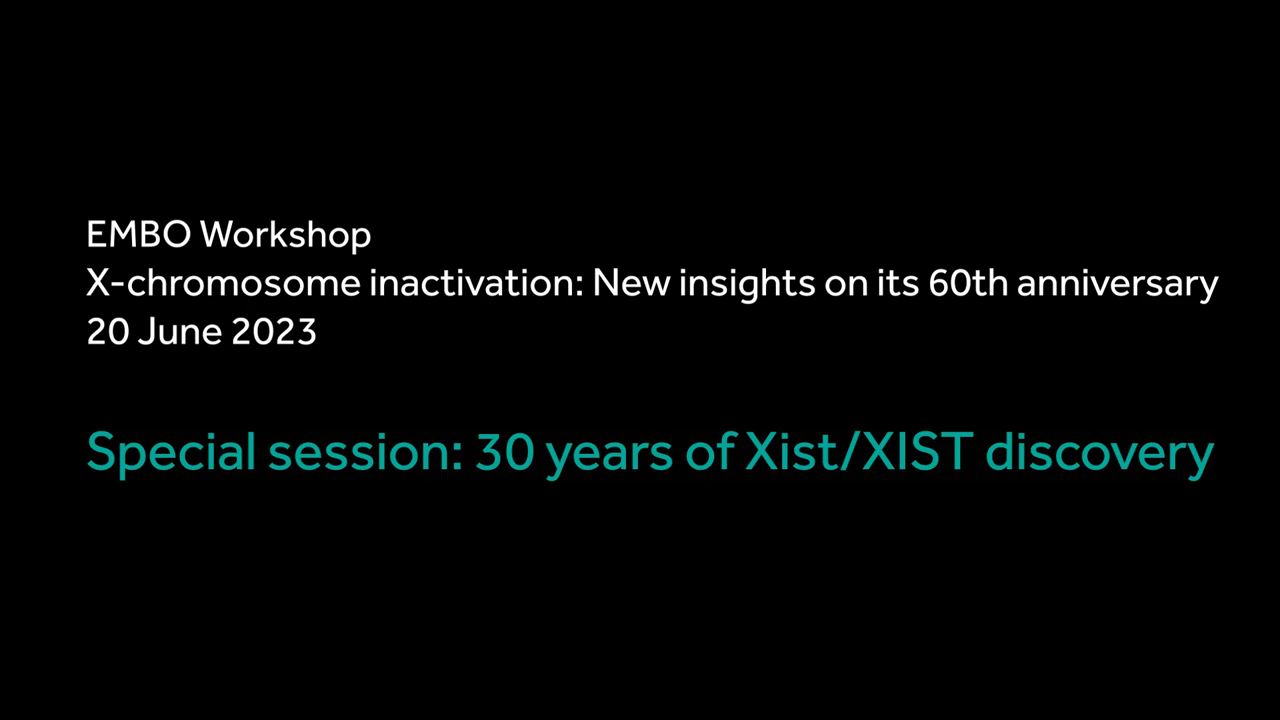 EMBO Workshop
X-chromosome inactivation: New insights on its 60th anniversary
20 June 2023
Special session: 30 years of Xist/XIST discovery